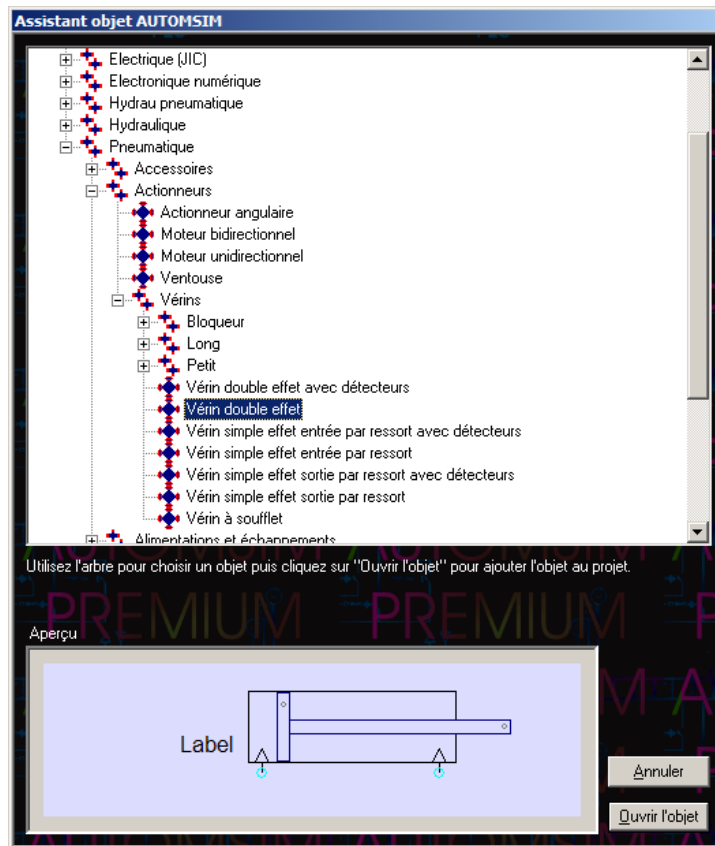 Assistant objet AUTOMSIM
Electrique (JIC)
Electronique numérique
Hydrau pneumatique
Hydraulique
Pneumatique
Accessoires
Actionneurs
Actionneur angulaire
Moteur bidirectionnel
Moteur unidirectionnel
Ventouse
Vérins
Bloqueur
Long
Petit
Vérin double effet avec détecteurs
Vérin double effet
Vérin simple effet entrée par ressort avec détecteurs
Vérin simple effet entrée par ressort
Vérin simple effet sortie par ressort avec détecteurs
Vérin simple effet sortie par ressort
Vérin à soufflet
Alimentations et échappements
Utilisez l'arbre pour choisir un objet puis cliquez sur "Ouvrir l'objet" pour ajouter l'objet au projet.
PREMIUM PREMIUM
Aperçu
Label
Annuler
Ouvrir l'objet